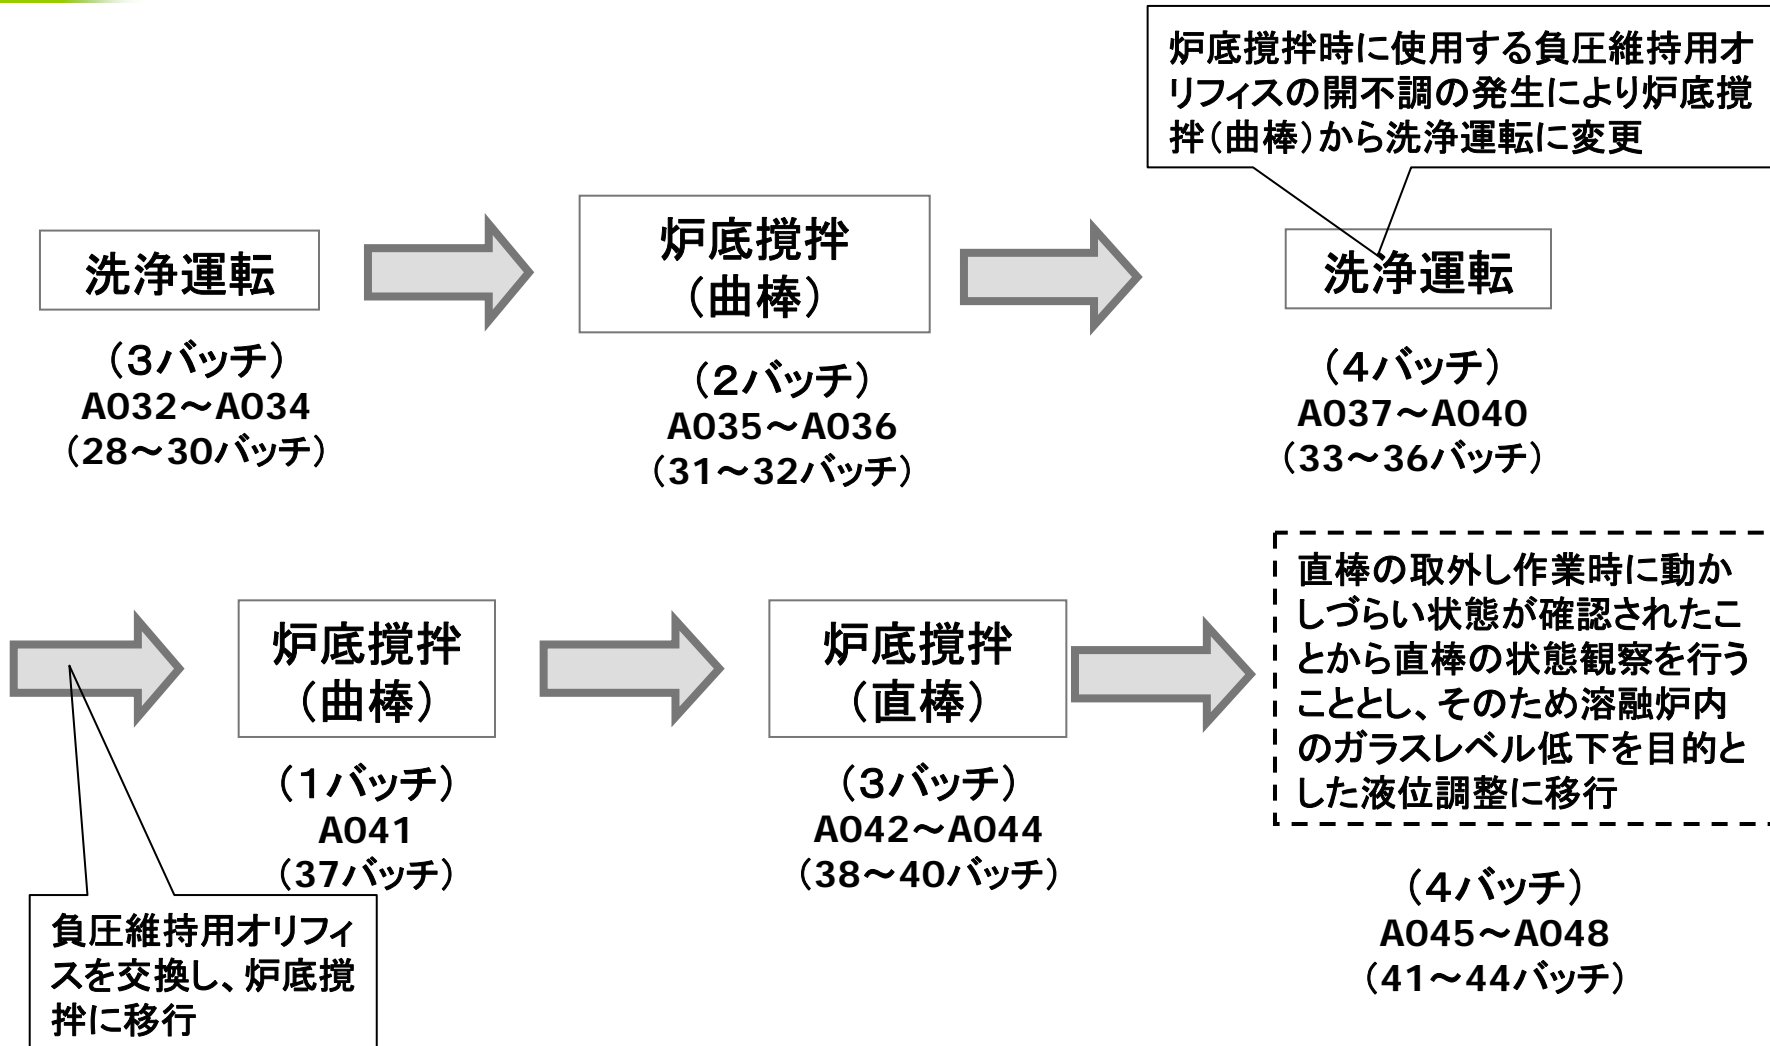 炉底撹拌時に使用する負圧維持用オ
リフィスの開不調の発生により炉底撹
拌（曲棒）から洗浄運転に変更
洗浄運転
（３バッチ）
A032～A034
（28～30バッチ）
炉底撹拌
（曲棒）
（２バッチ）
A035～A036
（31～32バッチ）
洗浄運転
（４バッチ）
A037～A040
（33～36バッチ）
炉底撹拌
（曲棒）
（１バッチ）
A041
（37バッチ）
負圧維持用オリフィ
スを交換し、炉底撹
拌に移行
炉底撹拌
（直棒）
（３バッチ）
A042～A044
（38～40バッチ）
直棒の取外し作業時に動か
しづらい状態が確認されたこ
とから直棒の状態観察を行う
こととし、そのため溶融炉内
のガラスレベル低下を目的と
した液位調整に移行
（４バッチ）
A045～A048
（41～44バッチ）